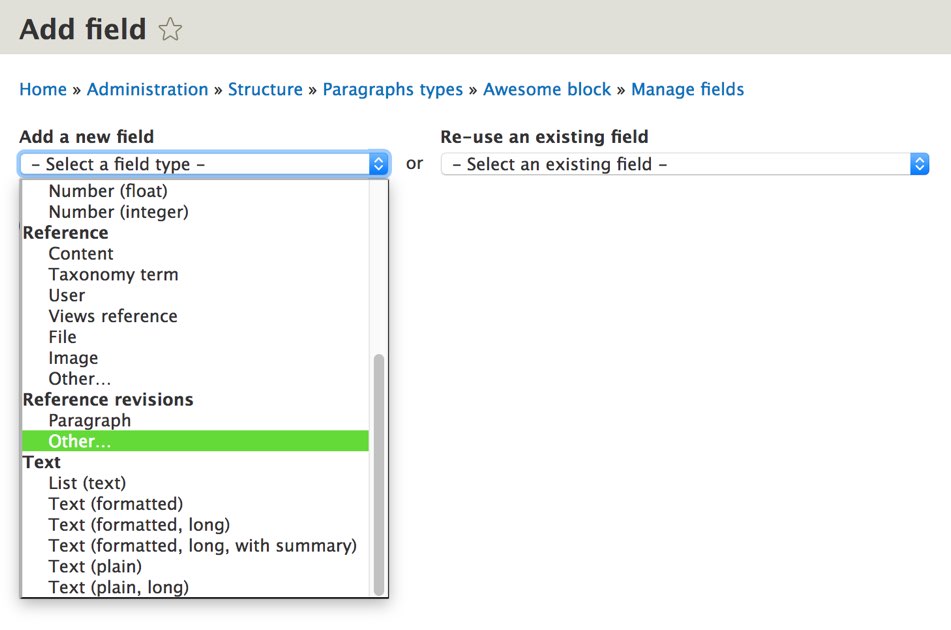 Add field
Home » Administration » Structure » Paragraphs types » Awesome block » Manage fields
Add a new field
– Select a field type –
or
Re-use an existing field
– Select an existing field –
Number (float)
Number (integer)
Reference
Content
Taxonomy term
User
Views reference
File
Image
Other…
Reference revisions
Paragraph
Other…
Text
List (text)
Text (formatted)
Text (formatted, long)
Text (formatted, long, with summary)
Text (plain)
Text (plain, long)